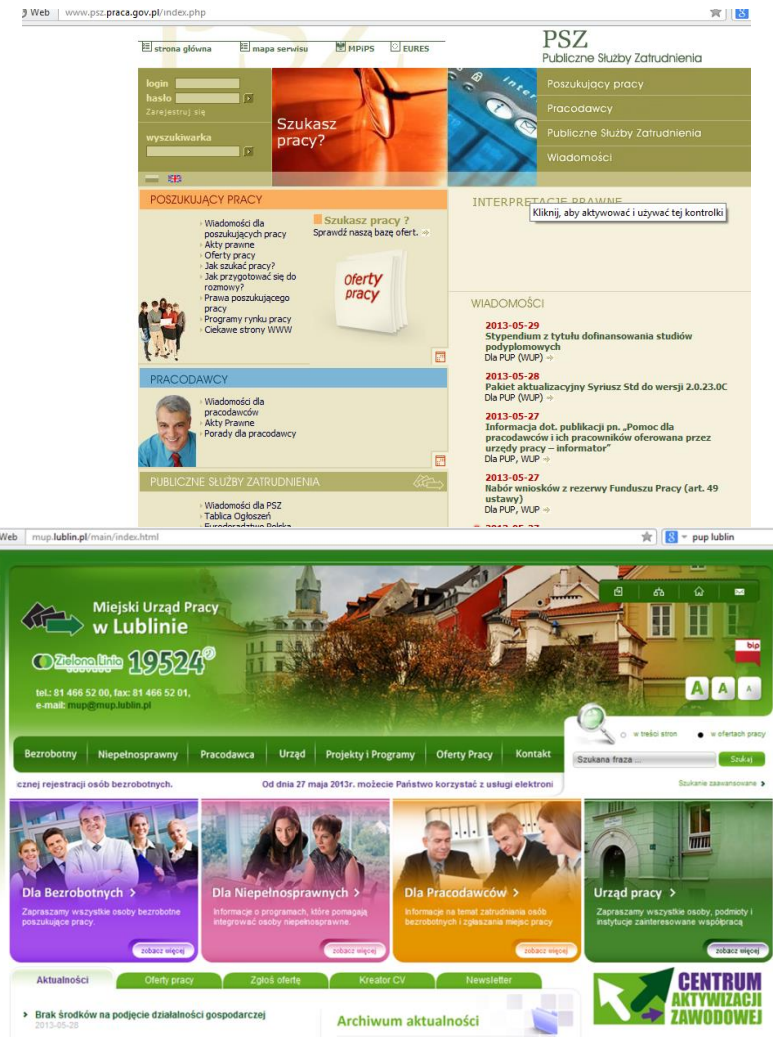 Web www.psz.praca.gov.pl/index.php
strona główna mapa serwisu MPiPS EURES
PSZ
Publiczne Służby Zatrudnienia
login
hasło
Zarejestruj się
wyszukiwarka
Szukasz
pracy?
Poszukujący pracy
Pracodawcy
Publiczne Służby Zatrudnienia
Wiadomości
POSZUKUJĄCY PRACY
Wiadomości dla
poszukujących pracy
Akty prawne
Oferty pracy
Jak szukać pracy?
Jak przygotować się do
rozmowy?
Prawa poszukującego
pracy
Programy rynku pracy
Ciekawe strony WWW
Szukasz pracy ?
Sprawdź naszą bazę ofert.
Oferty
pracy
INTERPRETACJE PRAWNE
Kliknij, aby aktywować i używać tej kontrolki
WIADOMOŚCI
2013-05-29
Stypendium z tytułu dofinansowania studiów
podyplomowych
Dla PUP (WUP)
2013-05-28
Pakiet aktualizacyjny Syriusz Std do wersji 2.0.23.0C
Dla PUP (WUP)
2013-05-27
Informacja dot. publikacji pn. „Pomoc dla
pracodawców i ich pracowników oferowana przez
urzędy pracy – informator"
Dla PUP, WUP
2013-05-27
Nabór wniosków z rezerwy Funduszu Pracy (art. 49
ustawy)
Dla PUP, WUP
2013-05-27
PRACODAWCY
Wiadomości dla
pracodawców
Akty Prawne
Porady dla pracodawcy
PUBLICZNE SŁUŻBY ZATRUDNIENIA
Wiadomości dla PSZ
Tablica Ogłoszeń
Eurodoradztwo Polska
Web mup.lublin.pl/main/index.html pup lublin
Miejski Urząd Pracy
w Lublinie
Zielona Linia 19524
tel.: 81 466 52 00, fax: 81 466 52 01,
e-mail: mup@mup.lublin.pl
bip
A A A
w treści stron w ofertach pracy
Szukana fraza ... Szukaj
Szukanie zaawansowane
Bezrobotny Niepełnosprawny Pracodawca Urząd Projekty i Programy Oferty Pracy Kontakt
icznej rejestracji osób bezrobotnych. Od dnia 27 maja 2013r. możecie Państwo korzystać z usługi elektroni
Dla Bezrobotnych
Zapraszamy wszystkie osoby bezrobotne
poszukujące pracy.
zobacz więcej
Dla Niepełnosprawnych
Informacje o programach, które pomagają
integrować osoby niepełnosprawne.
zobacz więcej
Dla Pracodawców
Informacje na temat zatrudniania osób
bezrobotnych i zgłaszania miejsc pracy
zobacz więcej
Urząd pracy
Zapraszamy wszystkie osoby, podmioty i
instytucje zainteresowane współpracą
zobacz więcej
Aktualności Oferty pracy Zgłoś ofertę Kreator CV Newsletter
Brak środków na podjęcie działalności gospodarczej
2013-05-28
Archiwum aktualności
CENTRUM
AKTYWIZACJI
ZAWODOWEJ